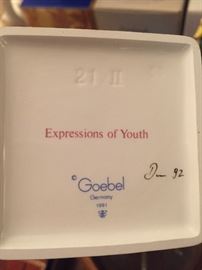 21 II
Expressions of Youth
© Goebel
Germany
1991
92